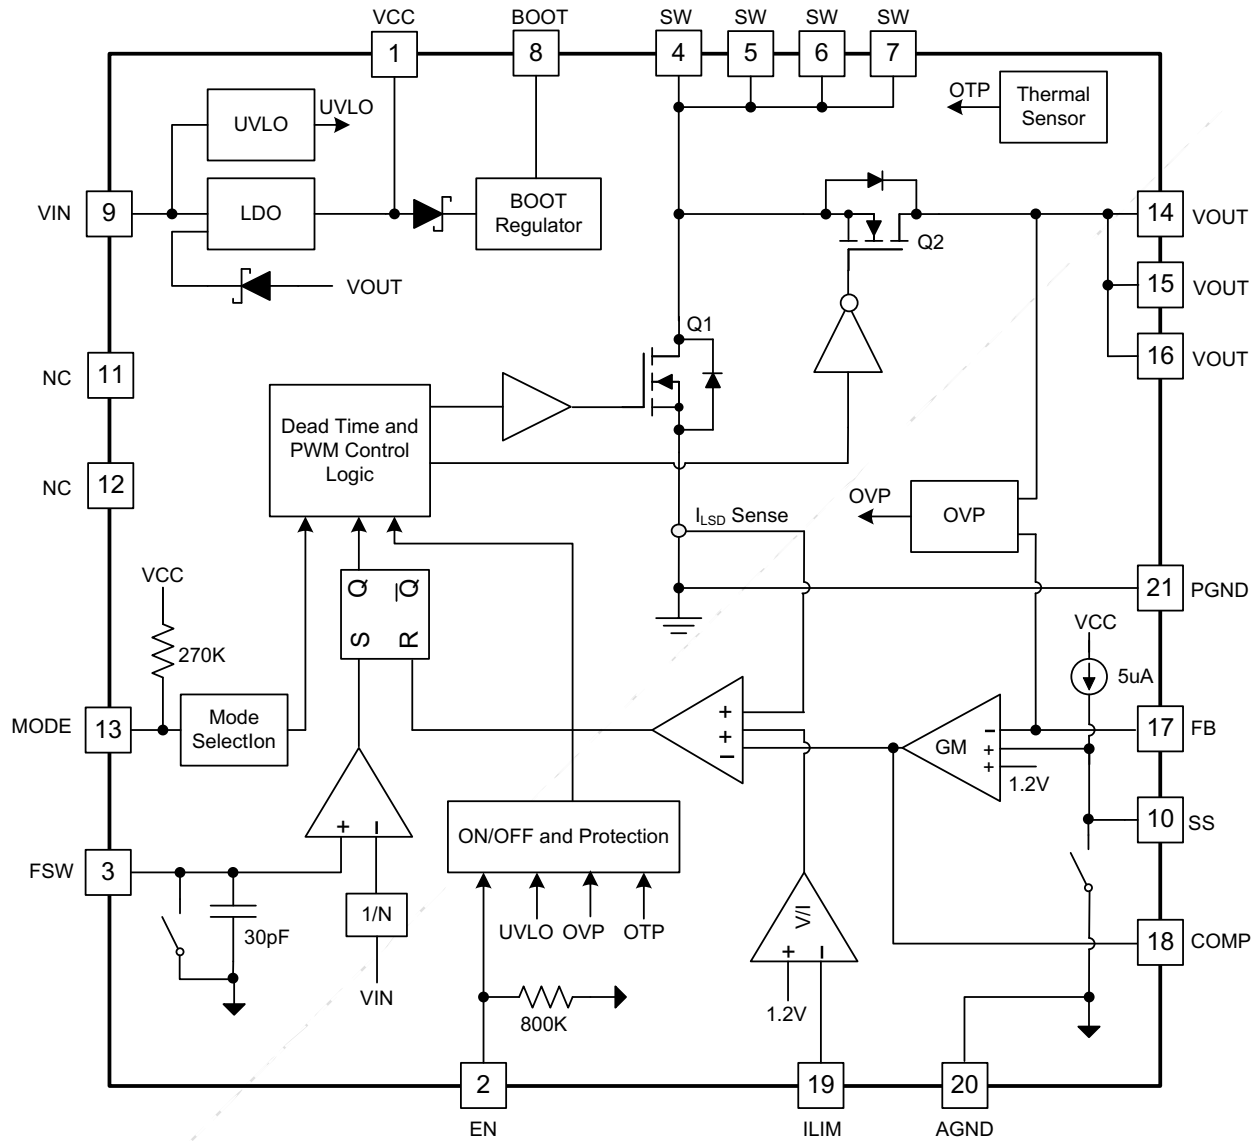 VCC
BOOT
SW
SW
SW
SW
1
8
4
5
6
7
UVLO
UVLO
OTP
Thermal
Sensor
VIN
9
LDO
BOOT
Regulator
Q2
14
VOUT
VOUT
15
VOUT
Q1
16
VOUT
NC
11
Dead Time and
PWM Control
Logic
NC
12
OVP
OVP
ILSD Sense
VCC
S
Q
R
Q
21
PGND
270K
VCC
5uA
MODE
13
Mode
SelectIon
+
+
−
GM
−
+
+
1.2V
17
FB
10
SS
+
−
ON/OFF and Protection
FSW
3
1/N
30pF
VIN
UVLO
OVP
OTP
V/I
+
−
1.2V
18
COMP
800K
2
19
20
EN
ILIM
AGND